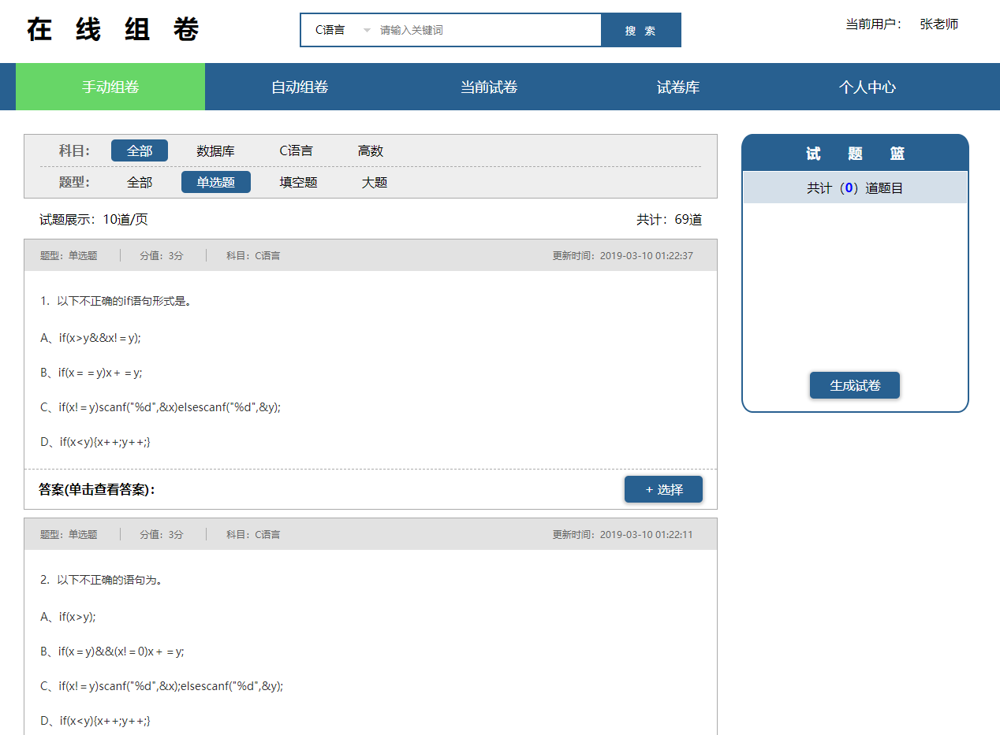 在线组卷
C语言 请输入关键词 搜 索
当前用户： 张老师
手动组卷 自动组卷 当前试卷 试卷库 个人中心
科目： 全部 数据库 C语言 高数
题型： 全部 单选题 填空题 大题
试题展示：10道/页 共计：69道
题型：单选题 分值：3分 科目：C语言 更新时间：2019-03-10 01:22:37
1. 以下不正确的if语句形式是。
A、if(x>y&&x!=y);
B、if(x==y)x+=y;
C、if(x!=y)scanf("%d",&x)elsescanf("%d",&y);
D、if(x<y){x++;y++;}
答案(单击查看答案)： + 选择
题型：单选题 分值：3分 科目：C语言 更新时间：2019-03-10 01:22:11
2. 以下不正确的语句为。
A、if(x>y);
B、if(x=y)&&(x!=0)x+=y;
C、if(x!=y)scanf("%d",&x);elsescanf("%d",&y);
D、if(x<y){x++;y++;}
试 题 篮
共计（0）道题目
生成试卷